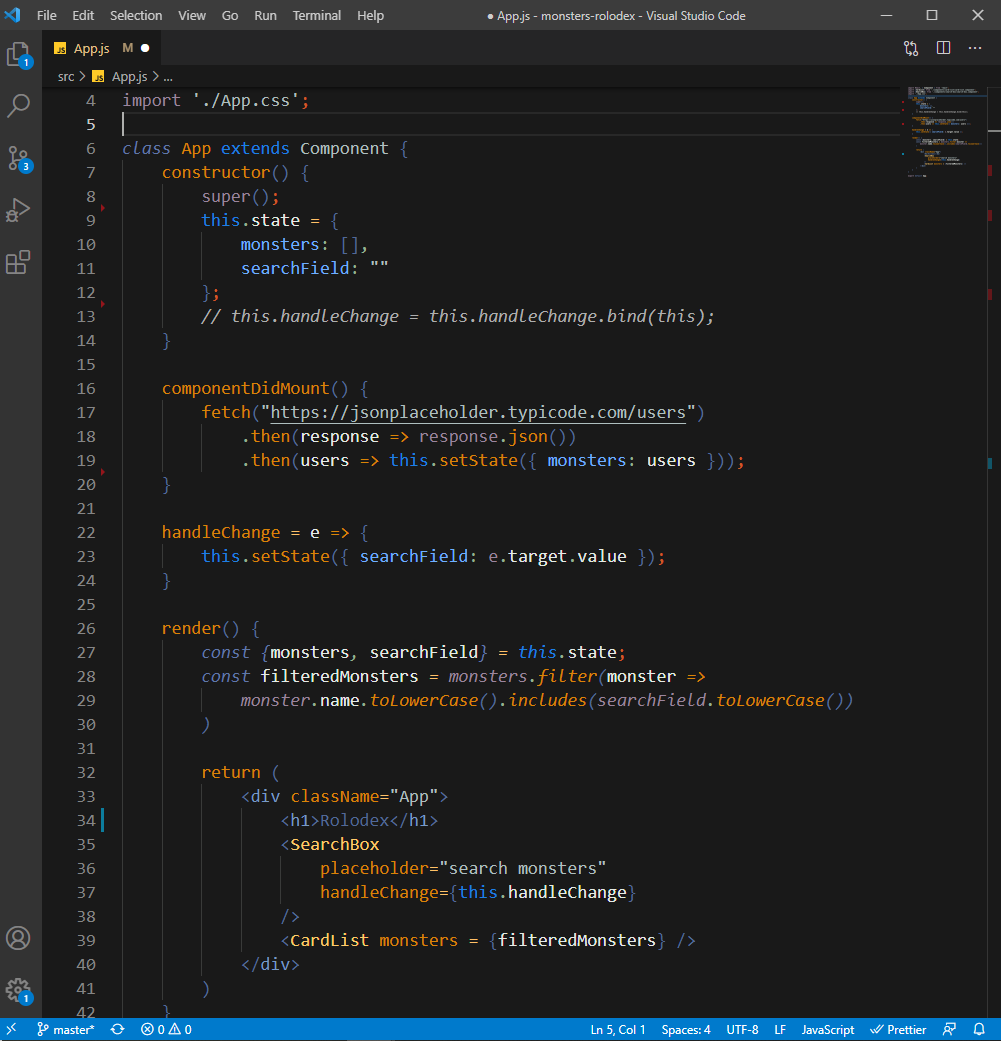 File Edit Selection View Go Run Terminal Help ● App.js - monsters-rolodex - Visual Studio Code
JS App.js M ●
src > JS App.js > ...
1
3
1
4 import './App.css';
5
6 class App extends Component {
7     constructor() {
8         super();
9         this.state = {
10             monsters: [],
11             searchField: ""
12         };
13         // this.handleChange = this.handleChange.bind(this);
14     }
15
16     componentDidMount() {
17         fetch("https://jsonplaceholder.typicode.com/users")
18             .then(response => response.json())
19             .then(users => this.setState({ monsters: users }));
20     }
21
22     handleChange = e => {
23         this.setState({ searchField: e.target.value });
24     }
25
26     render() {
27         const {monsters, searchField} = this.state;
28         const filteredMonsters = monsters.filter(monster =>
29             monster.name.toLowerCase().includes(searchField.toLowerCase())
30         )
31
32         return (
33             <div className="App">
34                 <h1>Rolodex</h1>
35                 <SearchBox
36                     placeholder="search monsters"
37                     handleChange={this.handleChange}
38                 />
39                 <CardList monsters = {filteredMonsters} />
40             </div>
41         )
42     }
master* 0 0 Ln 5, Col 1 Spaces: 4 UTF-8 LF JavaScript Prettier